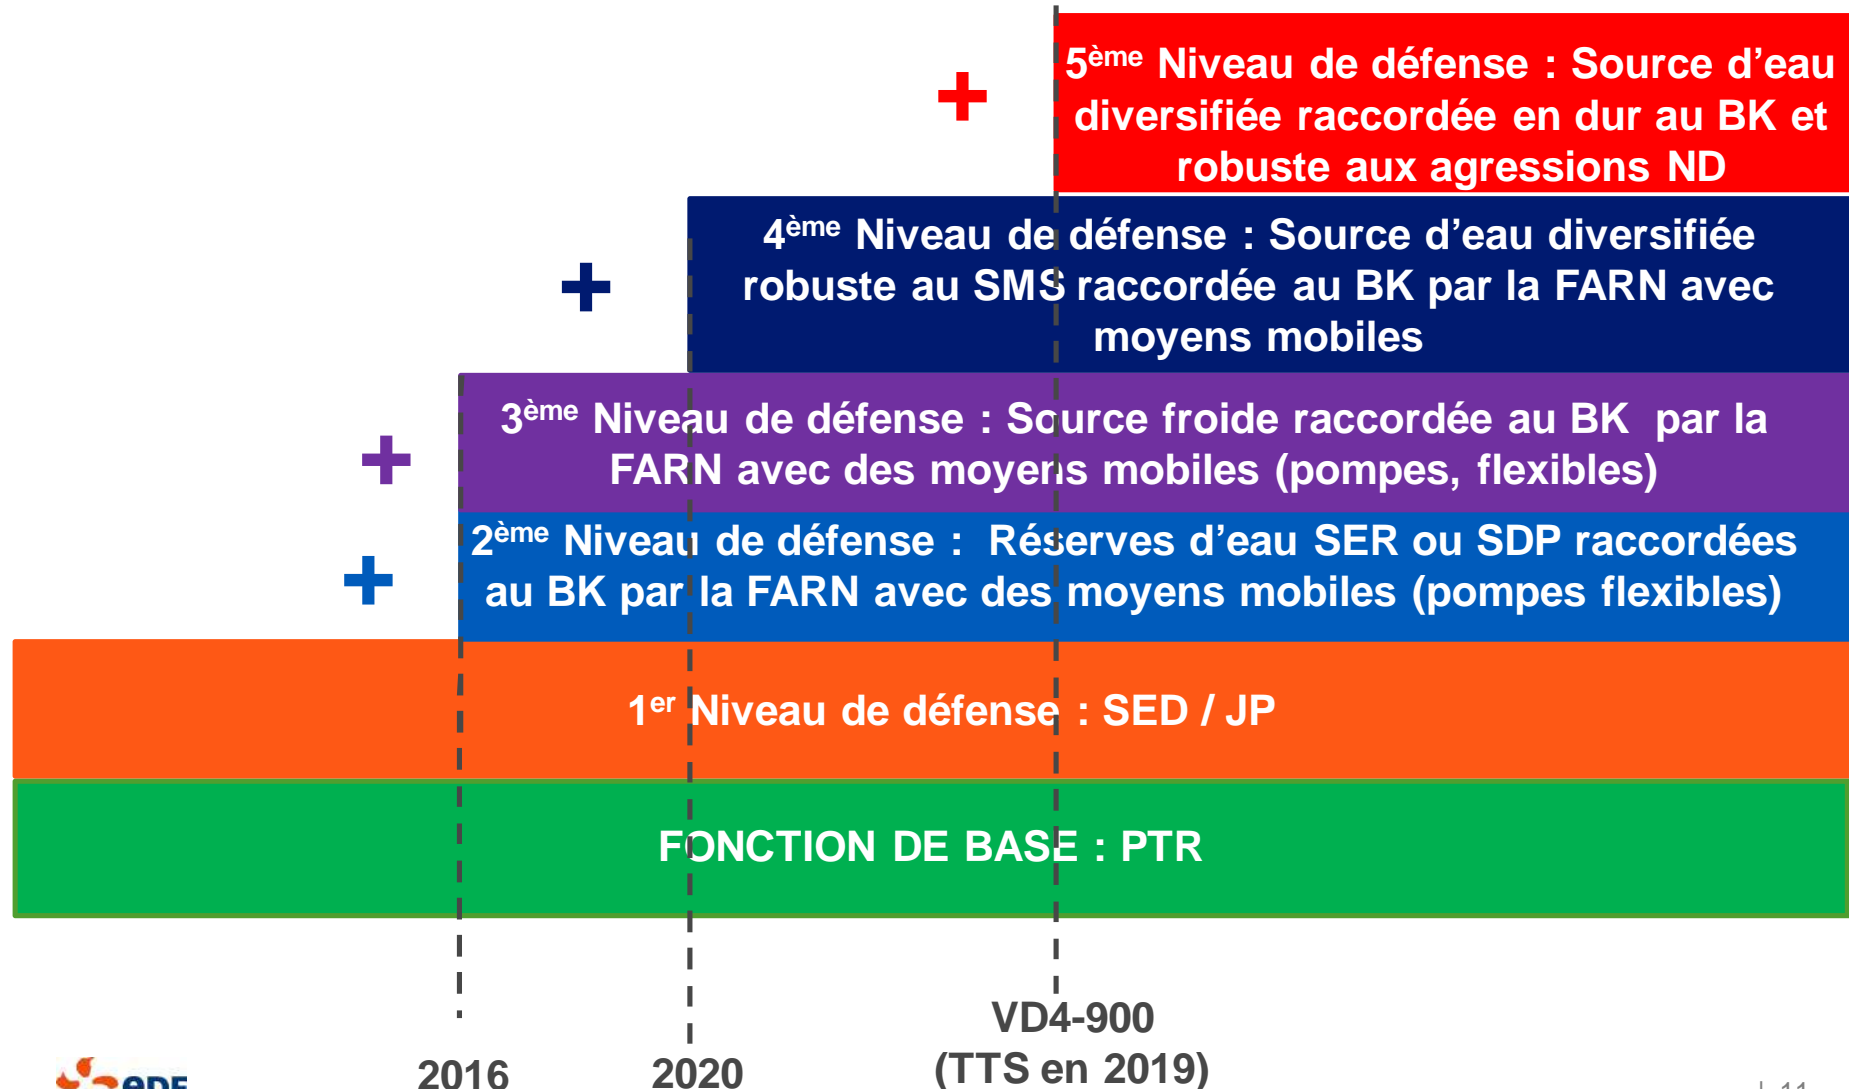 5ème Niveau de défense : Source d’eau
diversifiée raccordée en dur au BK et
robuste aux agressions ND
4ème Niveau de défense : Source d’eau diversifiée
robuste au SMS raccordée au BK par la FARN avec
moyens mobiles
3ème Niveau de défense : Source froide raccordée au BK par la
FARN avec des moyens mobiles (pompes, flexibles)
2ème Niveau de défense : Réserves d’eau SER ou SDP raccordées
au BK par la FARN avec des moyens mobiles (pompes flexibles)
1er Niveau de défense : SED / JP
FONCTION DE BASE : PTR
VD4-900
(TTS en 2019)
2016
2020
eDF
| 11